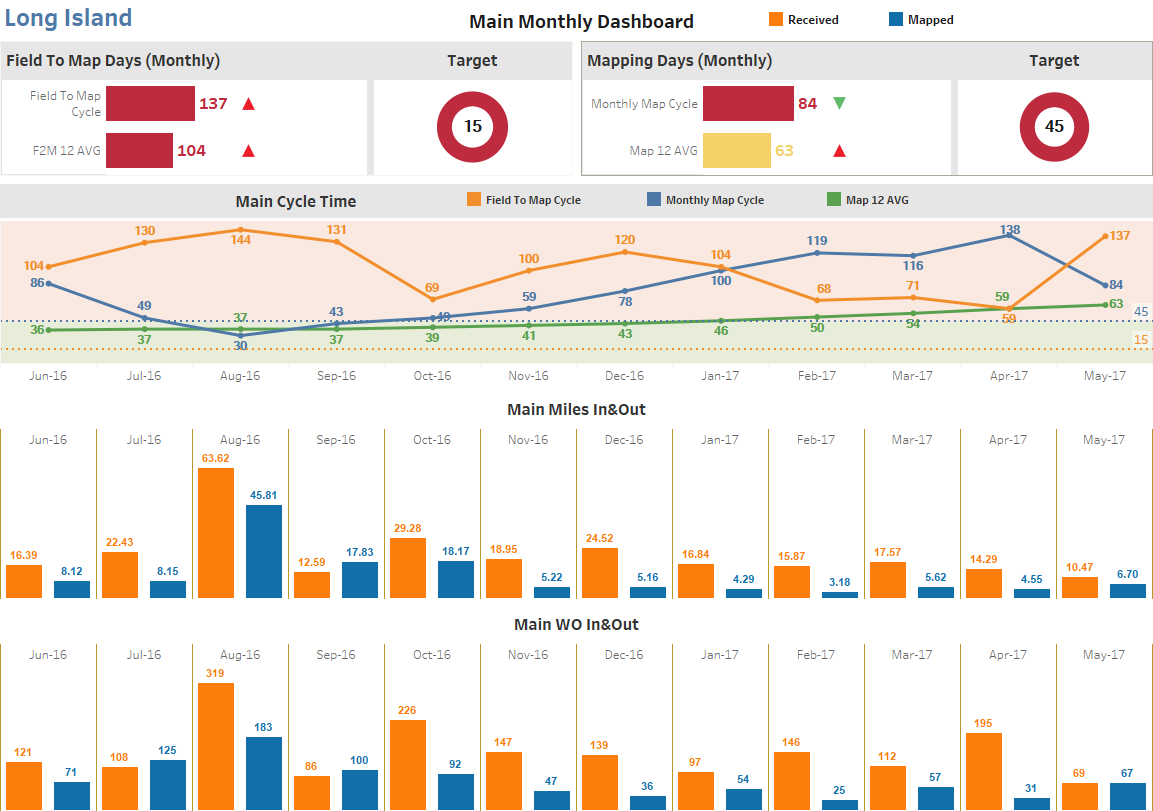 Long Island
Main Monthly Dashboard
Received
Mapped
Field To Map Days (Monthly)
Target
Field To Map
Cycle
137
F2M 12 AVG
104
15
Mapping Days (Monthly)
Target
Monthly Map Cycle
84
Map 12 AVG
63
45
Main Cycle Time
Field To Map Cycle
Monthly Map Cycle
Map 12 AVG
104 130 144 131 69 100 120 104 68 71 59 137
86 49 30 43 49 59 78 100 119 116 138 84
36 37 37 37 39 41 43 46 50 54 59 63
45
15
Jun-16 Jul-16 Aug-16 Sep-16 Oct-16 Nov-16 Dec-16 Jan-17 Feb-17 Mar-17 Apr-17 May-17
Main Miles In&Out
Jun-16 Jul-16 Aug-16 Sep-16 Oct-16 Nov-16 Dec-16 Jan-17 Feb-17 Mar-17 Apr-17 May-17
16.39 8.12 22.43 8.15 63.62 45.81 12.59 17.83 29.28 18.17 18.95 5.22 24.52 5.16 16.84 4.29 15.87 3.18 17.57 5.62 14.29 4.55 10.47 6.70
Main WO In&Out
Jun-16 Jul-16 Aug-16 Sep-16 Oct-16 Nov-16 Dec-16 Jan-17 Feb-17 Mar-17 Apr-17 May-17
121 71 108 125 319 183 86 100 226 92 147 47 139 36 97 54 146 25 112 57 195 31 69 67